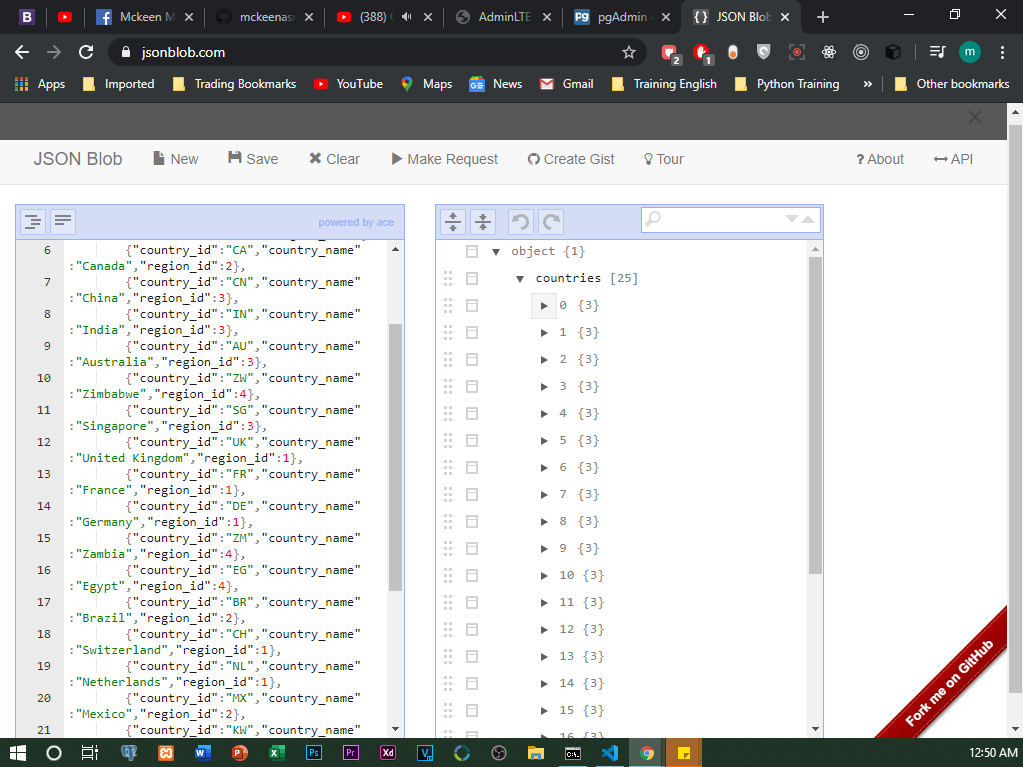 Mckeen M
mckeenasr
(388)
AdminLTE
pgAdmin
JSON Blob
jsonblob.com
2
1
m
Apps
Imported
Trading Bookmarks
YouTube
Maps
News
Gmail
Training English
Python Training
»
Other bookmarks
JSON Blob
New
Save
Clear
Make Request
Create Gist
Tour
? About
API
powered by ace
6 {"country_id":"CA","country_name"
:"Canada","region_id":2},
7 {"country_id":"CN","country_name"
:"China","region_id":3},
8 {"country_id":"IN","country_name"
:"India","region_id":3},
9 {"country_id":"AU","country_name"
:"Australia","region_id":3},
10 {"country_id":"ZW","country_name"
:"Zimbabwe","region_id":4},
11 {"country_id":"SG","country_name"
:"Singapore","region_id":3},
12 {"country_id":"UK","country_name"
:"United Kingdom","region_id":1},
13 {"country_id":"FR","country_name"
:"France","region_id":1},
14 {"country_id":"DE","country_name"
:"Germany","region_id":1},
15 {"country_id":"ZM","country_name"
:"Zambia","region_id":4},
16 {"country_id":"EG","country_name"
:"Egypt","region_id":4},
17 {"country_id":"BR","country_name"
:"Brazil","region_id":2},
18 {"country_id":"CH","country_name"
:"Switzerland","region_id":1},
19 {"country_id":"NL","country_name"
:"Netherlands","region_id":1},
20 {"country_id":"MX","country_name"
:"Mexico","region_id":2},
21 {"country_id":"KW","country_name"
object {1}
countries [25]
0 {3}
1 {3}
2 {3}
3 {3}
4 {3}
5 {3}
6 {3}
7 {3}
8 {3}
9 {3}
10 {3}
11 {3}
12 {3}
13 {3}
14 {3}
15 {3}
16 {3}
Fork me on GitHub
12:50 AM